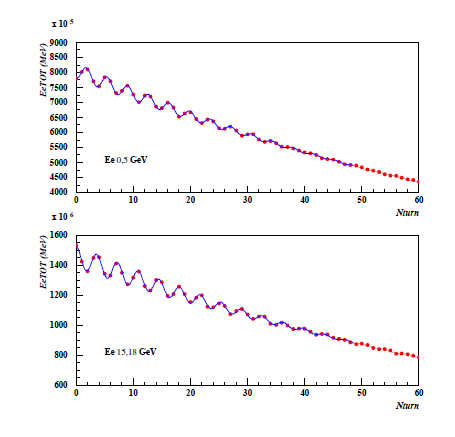 x 10 5
9000
8500
8000
7500
7000
6500
6000
5500
5000
4500
4000
EeTOT (MeV)
Ee 0,5 GeV
0 10 20 30 40 50 60
Nturn
x 10 6
1600
1400
1200
1000
800
600
EeTOT (MeV)
Ee 15,18 GeV
0 10 20 30 40 50 60
Nturn